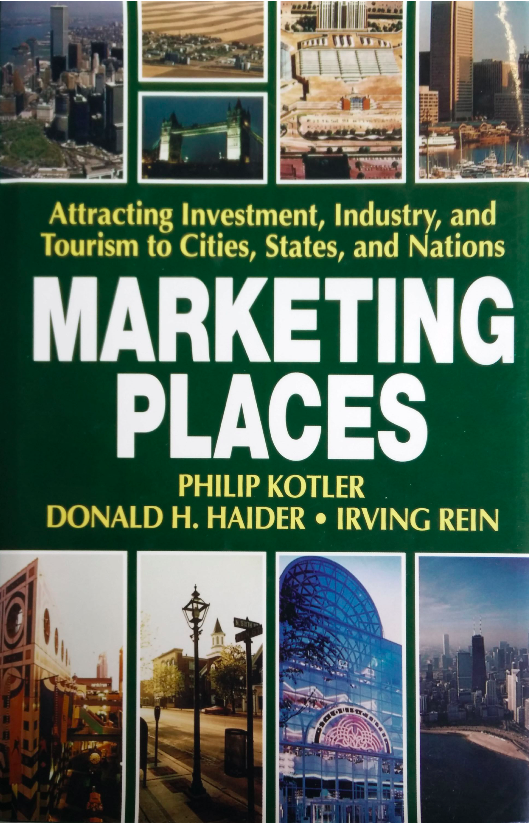 Attracting Investment, Industry, and
Tourism to Cities, States, and Nations
MARKETING
PLACES
PHILIP KOTLER
DONALD H. HAIDER • IRVING REIN